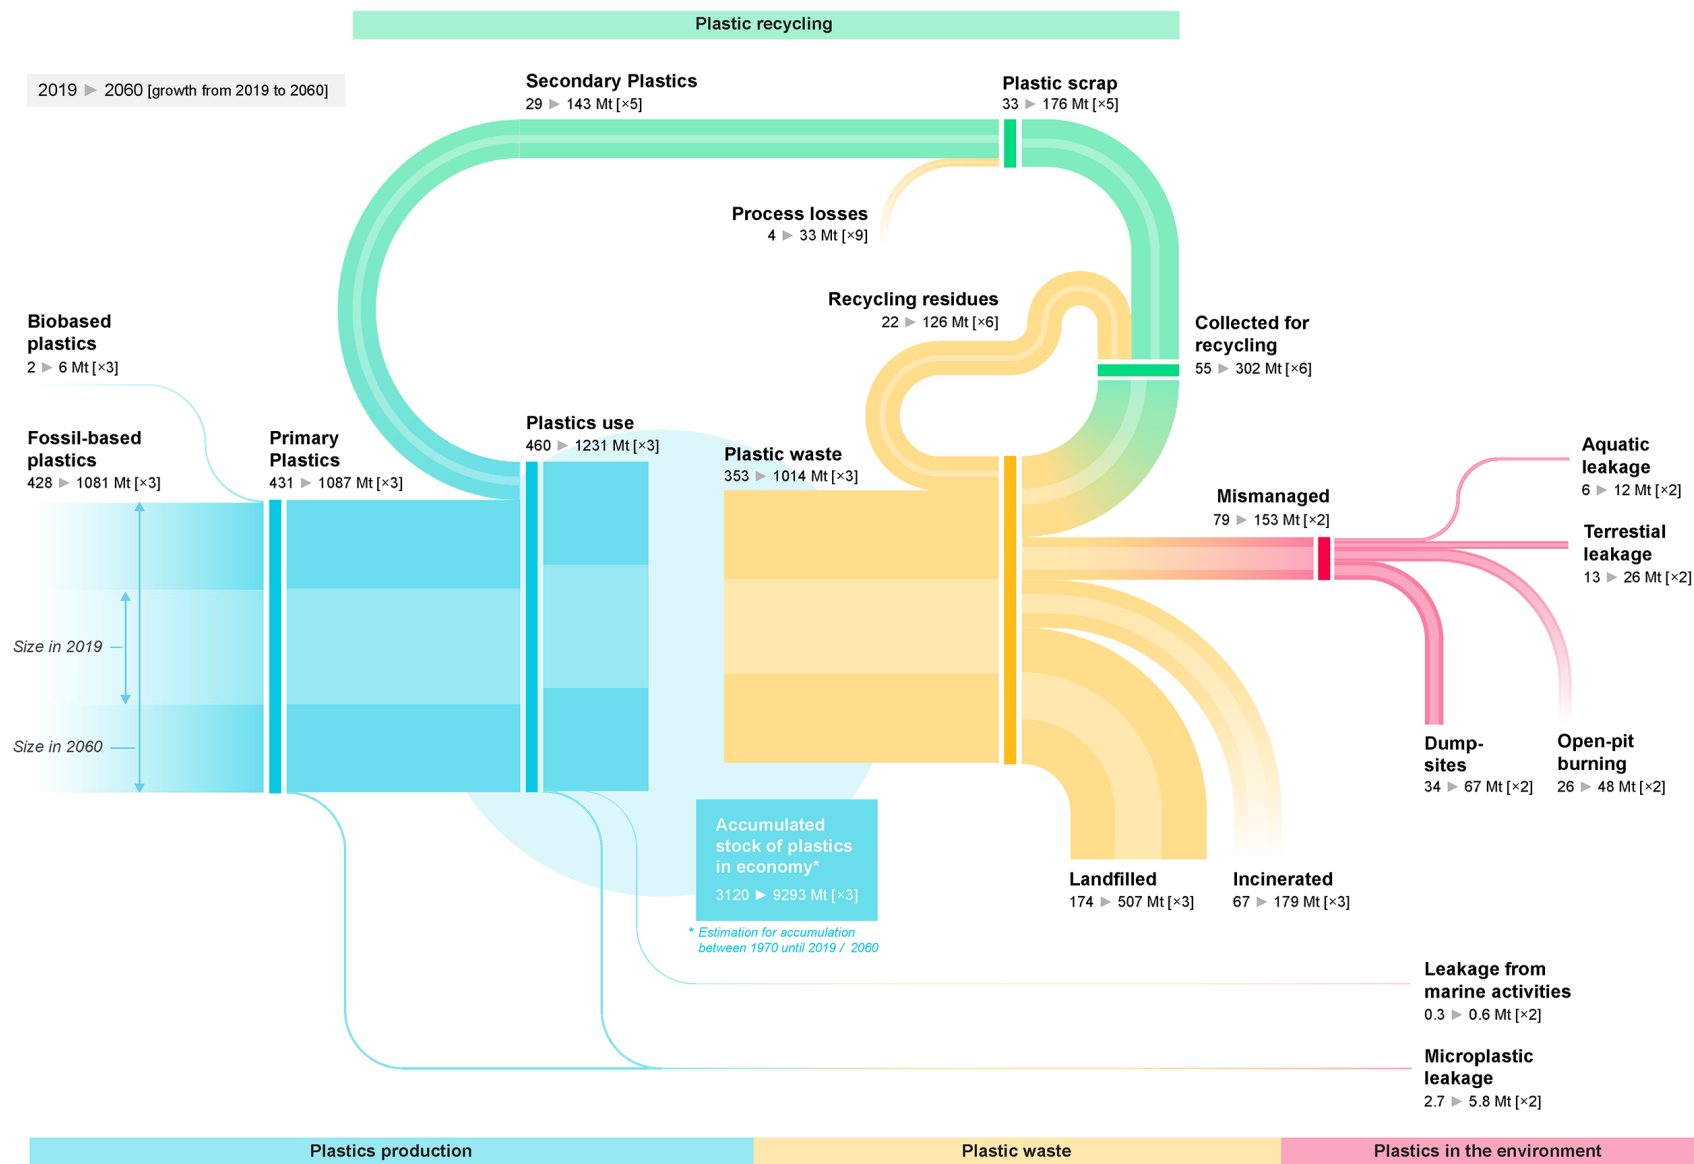 Plastic recycling
2019 ► 2060 [growth from 2019 to 2060]
Secondary Plastics
29 ► 143 Mt [×5]
Plastic scrap
33 ► 176 Mt [×5]
Process losses
4 ► 33 Mt [×9]
Recycling residues
22 ► 126 Mt [×6]
Collected for
recycling
55 ► 302 Mt [×6]
Biobased
plastics
2 ► 6 Mt [×3]
Fossil-based
plastics
428 ► 1081 Mt [×3]
Primary
Plastics
431 ► 1087 Mt [×3]
Plastics use
460 ► 1231 Mt [×3]
Plastic waste
353 ► 1014 Mt [×3]
Mismanaged
79 ► 153 Mt [×2]
Aquatic
leakage
6 ► 12 Mt [×2]
Terrestial
leakage
13 ► 26 Mt [×2]
Size in 2019
Size in 2060
Dump-
sites
34 ► 67 Mt [×2]
Open-pit
burning
26 ► 48 Mt [×2]
Accumulated
stock of plastics
in economy*
3120 ► 9293 Mt [×3]
* Estimation for accumulation
between 1970 until 2019 / 2060
Landfilled
174 ► 507 Mt [×3]
Incinerated
67 ► 179 Mt [×3]
Leakage from
marine activities
0.3 ► 0.6 Mt [×2]
Microplastic
leakage
2.7 ► 5.8 Mt [×2]
Plastics production
Plastic waste
Plastics in the environment